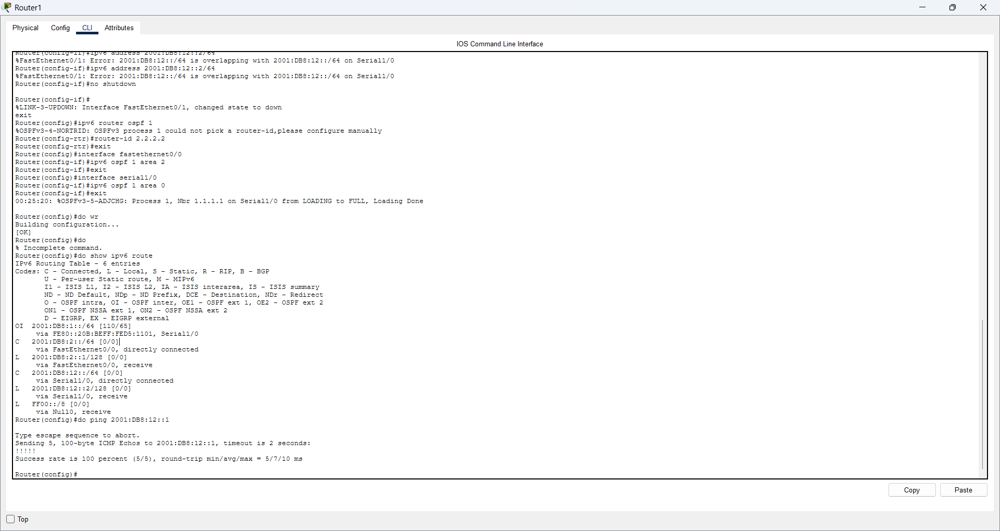 Router1
Physical Config CLI Attributes
IOS Command Line Interface
Router(config-if)#ipv6 address 2001:DB8:12::2/64
%FastEthernet0/1: Error: 2001:DB8:12::/64 is overlapping with 2001:DB8:12::/64 on Serial1/0
Router(config-if)#ipv6 address 2001:DB8:12::2/64
%FastEthernet0/1: Error: 2001:DB8:12::/64 is overlapping with 2001:DB8:12::/64 on Serial1/0
Router(config-if)#no shutdown
Router(config-if)#
%LINK-3-UPDOWN: Interface FastEthernet0/1, changed state to down
exit
Router(config)#ipv6 router ospf 1
%OSPFv3-4-NORTRID: OSPFv3 process 1 could not pick a router-id,please configure manually
Router(config-rtr)#router-id 2.2.2.2
Router(config-rtr)#exit
Router(config)#interface fastethernet0/0
Router(config-if)#ipv6 ospf 1 area 2
Router(config-if)#exit
Router(config)#interface serial1/0
Router(config-if)#ipv6 ospf 1 area 0
Router(config-if)#exit
00:25:20: %OSPFv3-5-ADJCHG: Process 1, Nbr 1.1.1.1 on Serial1/0 from LOADING to FULL, Loading Done
Router(config)#do wr
Building configuration...
[OK]
Router(config)#do
% Incomplete command.
Router(config)#do show ipv6 route
IPv6 Routing Table - 6 entries
Codes: C - Connected, L - Local, S - Static, R - RIP, B - BGP
U - Per-user Static route, M - MIPv6
I1 - ISIS L1, I2 - ISIS L2, IA - ISIS interarea, IS - ISIS summary
ND - ND Default, NDp - ND Prefix, DCE - Destination, NDr - Redirect
O - OSPF intra, OI - OSPF inter, OE1 - OSPF ext 1, OE2 - OSPF ext 2
ON1 - OSPF NSSA ext 1, ON2 - OSPF NSSA ext 2
D - EIGRP, EX - EIGRP external
OI 2001:DB8:1::/64 [110/65]
via FE80::20B:BEFF:FED5:1101, Serial1/0
C 2001:DB8:2::/64 [0/0]
via FastEthernet0/0, directly connected
L 2001:DB8:2::1/128 [0/0]
via FastEthernet0/0, receive
C 2001:DB8:12::/64 [0/0]
via Serial1/0, directly connected
L 2001:DB8:12::2/128 [0/0]
via Serial1/0, receive
L FF00::/8 [0/0]
via Null0, receive
Router(config)#do ping 2001:DB8:12::1
Type escape sequence to abort.
Sending 5, 100-byte ICMP Echos to 2001:DB8:12::1, timeout is 2 seconds:
!!!!!
Success rate is 100 percent (5/5), round-trip min/avg/max = 5/7/10 ms
Router(config)#
Copy Paste
Top